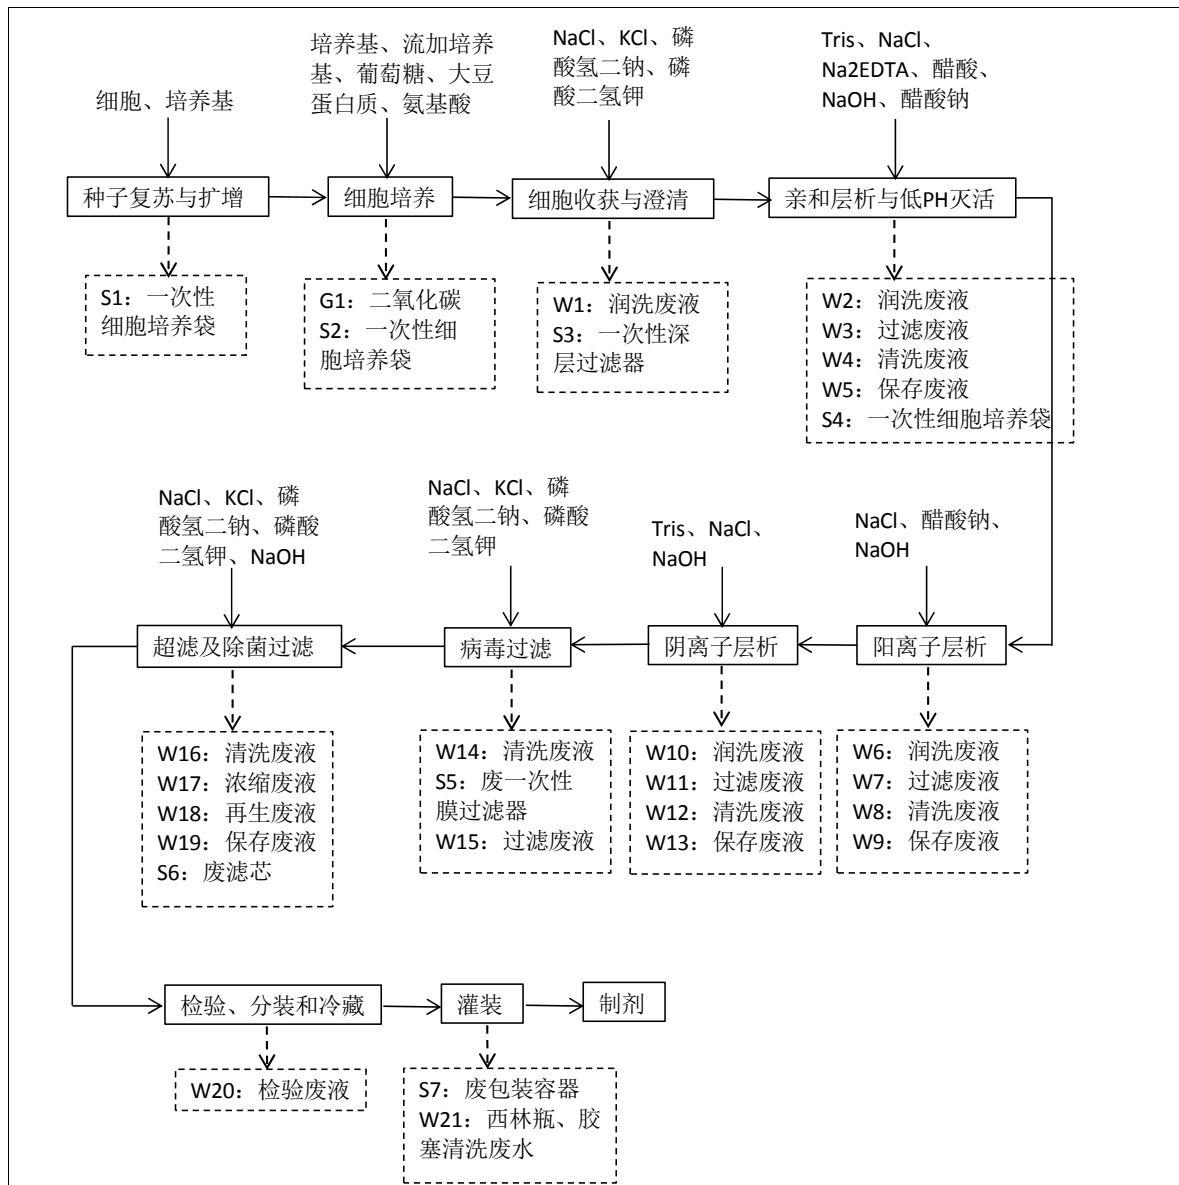 细胞、培养基
培养基、流加培养
基、葡萄糖、大豆
蛋白质、氨基酸
NaCl、KCl、磷
酸氢二钠、磷
酸二氢钾
Tris、NaCl、
Na2EDTA、醋酸、
NaOH、醋酸钠
种子复苏与扩增
细胞培养
细胞收获与澄清
亲和层析与低PH灭活
S1：一次性
细胞培养袋
G1：二氧化碳
S2：一次性细
胞培养袋
W1：润洗废液
S3：一次性深
层过滤器
W2：润洗废液
W3：过滤废液
W4：清洗废液
W5：保存废液
S4：一次性细胞培养袋
NaCl、KCl、磷
酸氢二钠、磷酸
二氢钾、NaOH
NaCl、KCl、磷
酸氢二钠、磷酸
二氢钾
Tris、NaCl、
NaOH
NaCl、醋酸钠、
NaOH
超滤及除菌过滤
病毒过滤
阴离子层析
阳离子层析
W16：清洗废液
W17：浓缩废液
W18：再生废液
W19：保存废液
S6：废滤芯
W14：清洗废液
S5：废一次性
膜过滤器
W15：过滤废液
W10：润洗废液
W11：过滤废液
W12：清洗废液
W13：保存废液
W6：润洗废液
W7：过滤废液
W8：清洗废液
W9：保存废液
检验、分装和冷藏
灌装
制剂
W20：检验废液
S7：废包装容器
W21：西林瓶、胶
塞清洗废水